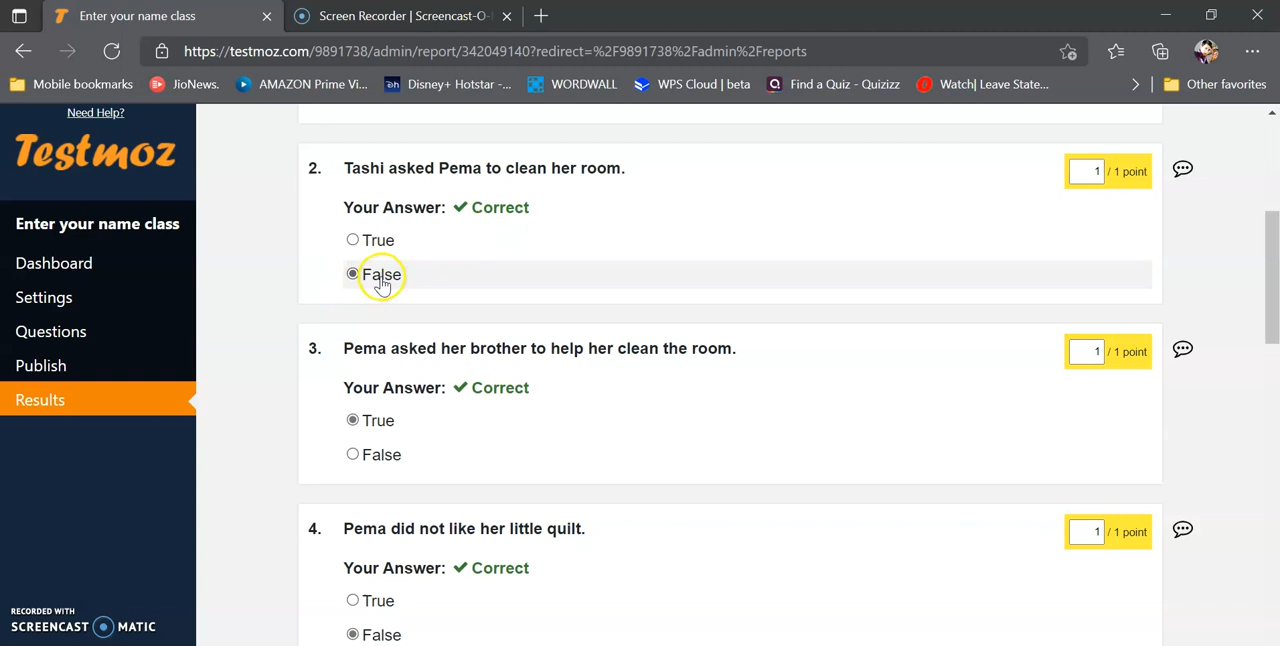 Enter your name class
Screen Recorder | Screencast-O-
https://testmoz.com/9891738/admin/report/342049140?redirect=%2F9891738%2Fadmin%2Freports
Mobile bookmarks
JioNews.
AMAZON Prime Vi...
Disney+ Hotstar -...
WORDWALL
WPS Cloud | beta
Find a Quiz - Quizizz
Watch| Leave State...
Other favorites
Need Help?
Testmoz
Enter your name class
Dashboard
Settings
Questions
Publish
Results
2. Tashi asked Pema to clean her room.
1 / 1 point
Your Answer: ✔ Correct
True
False
3. Pema asked her brother to help her clean the room.
1 / 1 point
Your Answer: ✔ Correct
True
False
4. Pema did not like her little quilt.
1 / 1 point
Your Answer: ✔ Correct
True
False
RECORDED WITH
SCREENCAST MATIC